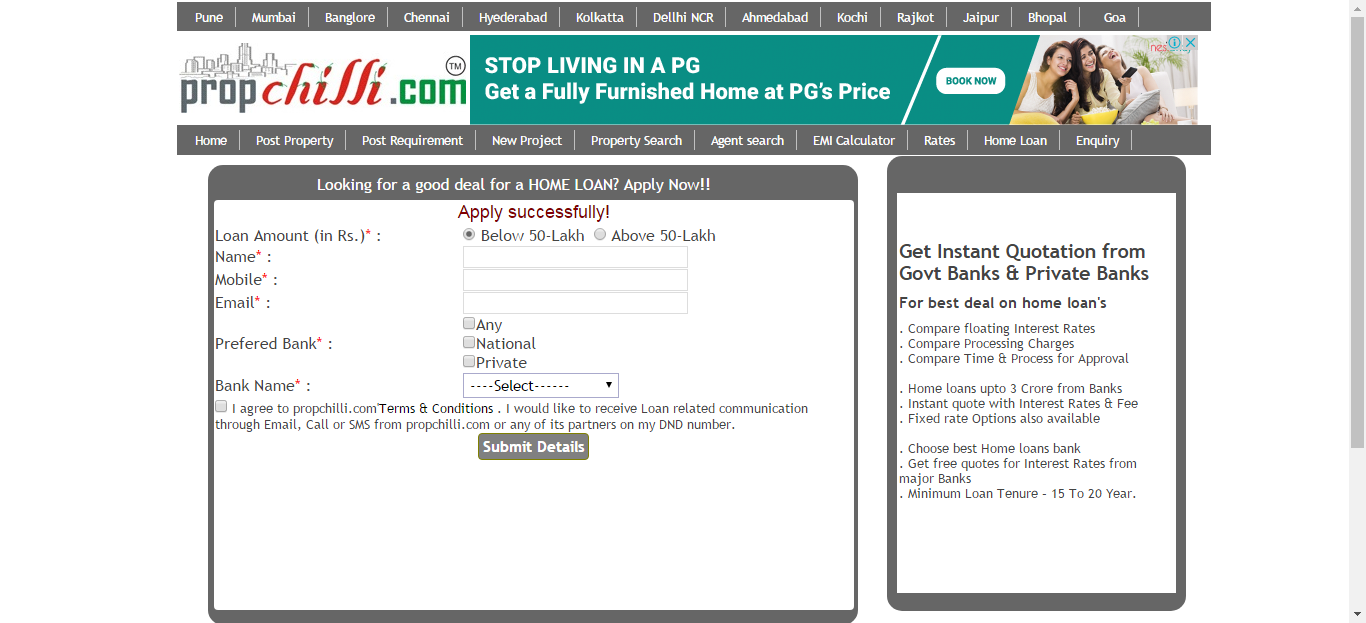 Pune Mumbai Banglore Chennai Hyederabad Kolkatta Dellhi NCR Ahmedabad Kochi Rajkot Jaipur Bhopal Goa
propchilli.com TM
STOP LIVING IN A PG
Get a Fully Furnished Home at PG's Price
BOOK NOW
Home Post Property Post Requirement New Project Property Search Agent search EMI Calculator Rates Home Loan Enquiry
Looking for a good deal for a HOME LOAN? Apply Now!!
Apply successfully!
Loan Amount (in Rs.)* : Below 50-Lakh Above 50-Lakh
Name* :
Mobile* :
Email* :
Any
Prefered Bank* : National
Private
Bank Name* : ----Select------
I agree to propchilli.com'Terms & Conditions . I would like to receive Loan related communication
through Email, Call or SMS from propchilli.com or any of its partners on my DND number.
Submit Details
Get Instant Quotation from
Govt Banks & Private Banks
For best deal on home loan's
. Compare floating Interest Rates
. Compare Processing Charges
. Compare Time & Process for Approval
. Home loans upto 3 Crore from Banks
. Instant quote with Interest Rates & Fee
. Fixed rate Options also available
. Choose best Home loans bank
. Get free quotes for Interest Rates from
major Banks
. Minimum Loan Tenure - 15 To 20 Year.